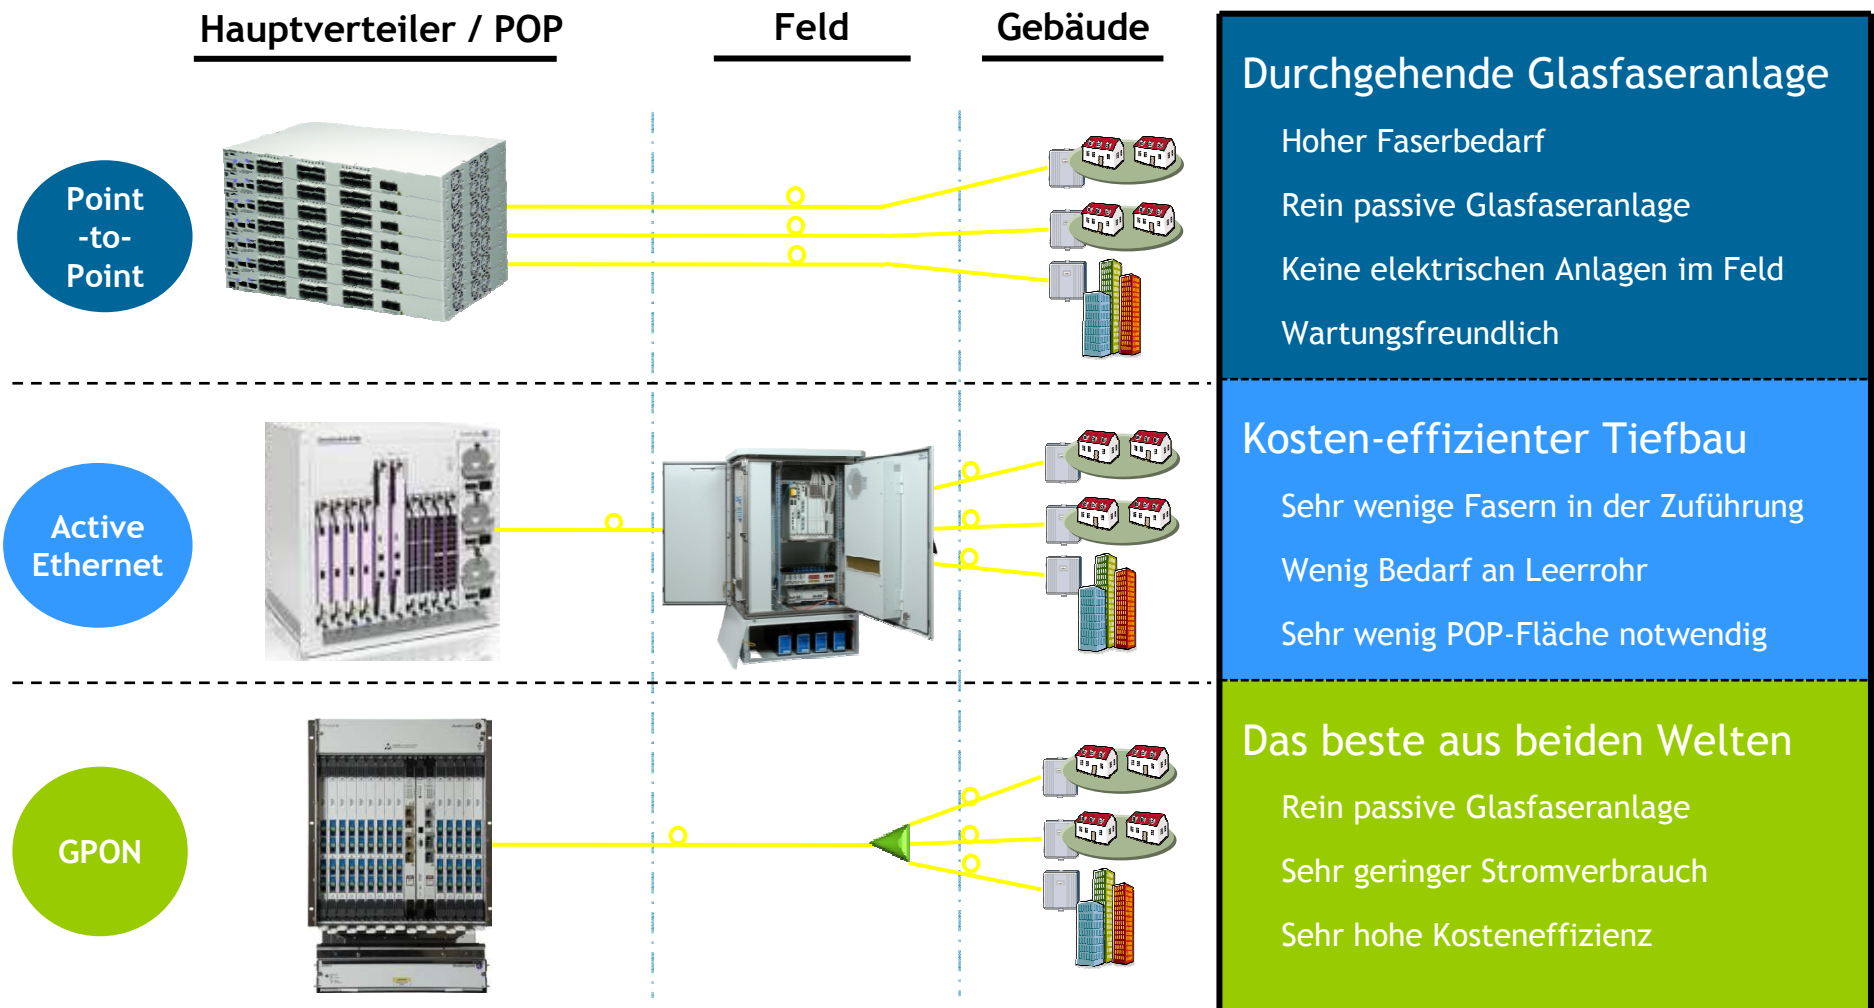 Hauptverteiler / POP
Feld
Gebäude
Point
-to-
Point
Durchgehende Glasfaseranlage
Hoher Faserbedarf
Rein passive Glasfaseranlage
Keine elektrischen Anlagen im Feld
Wartungsfreundlich
Active
Ethernet
Kosten-effizienter Tiefbau
Sehr wenige Fasern in der Zuführung
Wenig Bedarf an Leerrohr
Sehr wenig POP-Fläche notwendig
GPON
Das beste aus beiden Welten
Rein passive Glasfaseranlage
Sehr geringer Stromverbrauch
Sehr hohe Kosteneffizienz